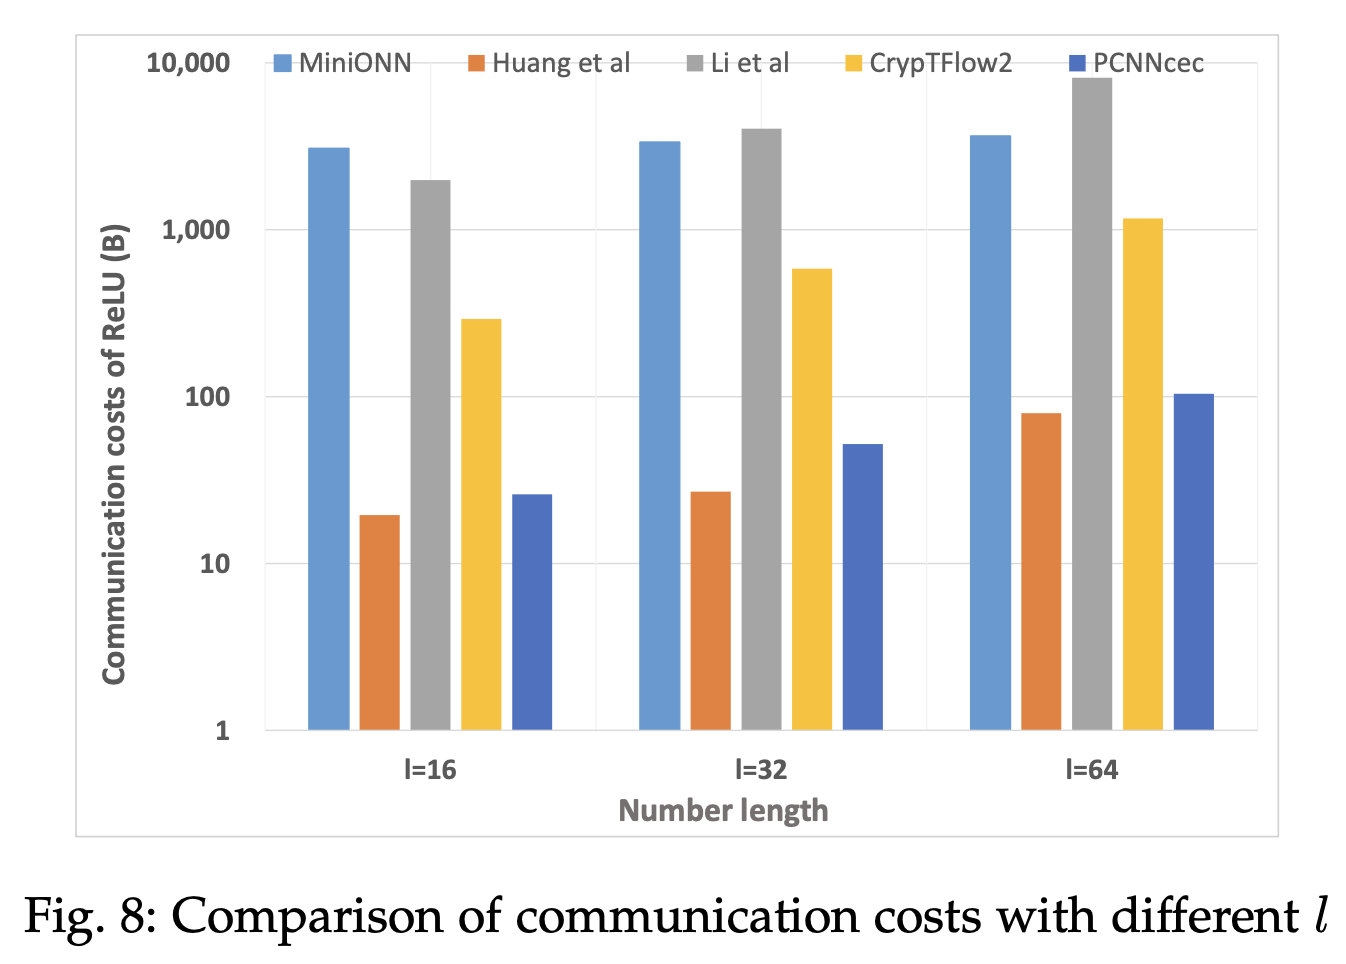 10,000
MiniONN
Huang et al
Li et al
CrypTFlow2
PCNNcec
1,000
100
10
1
Communication costs of ReLU (B)
l=16
l=32
l=64
Number length
Fig. 8: Comparison of communication costs with different l